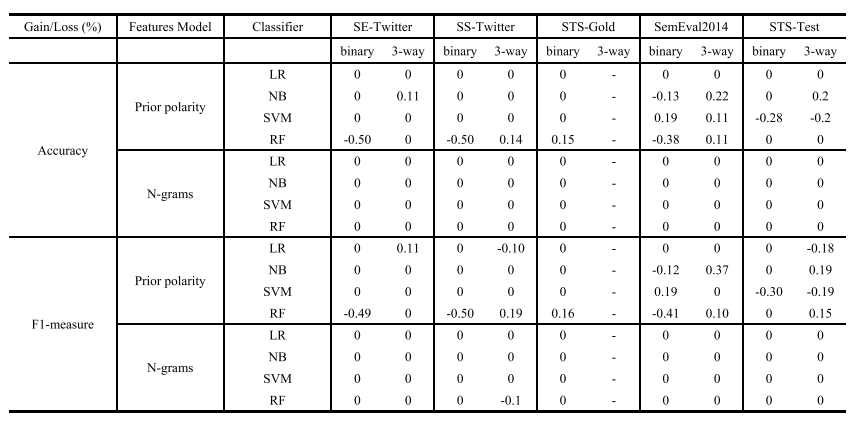 Gain/Loss (%) Features Model Classifier SE-Twitter SS-Twitter STS-Gold SemEval2014 STS-Test
binary 3-way binary 3-way binary 3-way binary 3-way binary 3-way
Accuracy
Prior polarity
LR 0 0 0 0 0 - 0 0 0 0
NB 0 0.11 0 0 0 - -0.13 0.22 0 0.2
SVM 0 0 0 0 0 - 0.19 0.11 -0.28 -0.2
RF -0.50 0 -0.50 0.14 0.15 - -0.38 0.11 0 0
N-grams
LR 0 0 0 0 0 - 0 0 0 0
NB 0 0 0 0 0 - 0 0 0 0
SVM 0 0 0 0 0 - 0 0 0 0
RF 0 0 0 0 0 - 0 0 0 0
F1-measure
Prior polarity
LR 0 0.11 0 -0.10 0 - 0 0 0 -0.18
NB 0 0 0 0 0 - -0.12 0.37 0 0.19
SVM 0 0 0 0 0 - 0.19 0 -0.30 -0.19
RF -0.49 0 -0.50 0.19 0.16 - -0.41 0.10 0 0.15
N-grams
LR 0 0 0 0 0 - 0 0 0 0
NB 0 0 0 0 0 - 0 0 0 0
SVM 0 0 0 0 0 - 0 0 0 0
RF 0 0 0 -0.1 0 - 0 0 0 0